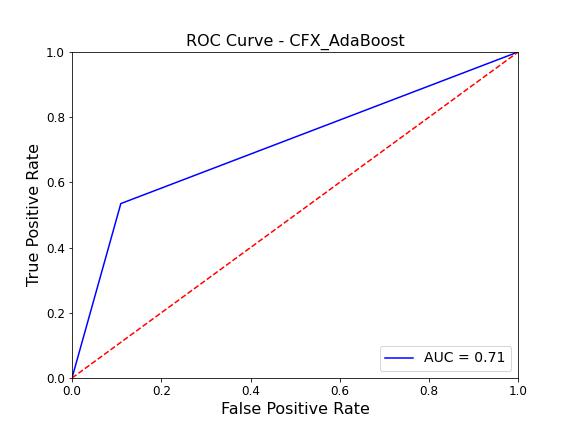 ROC Curve - CFX_AdaBoost
True Positive Rate
1.0
0.8
0.6
0.4
0.2
0.0
0.0 0.2 0.4 0.6 0.8 1.0
False Positive Rate
AUC = 0.71